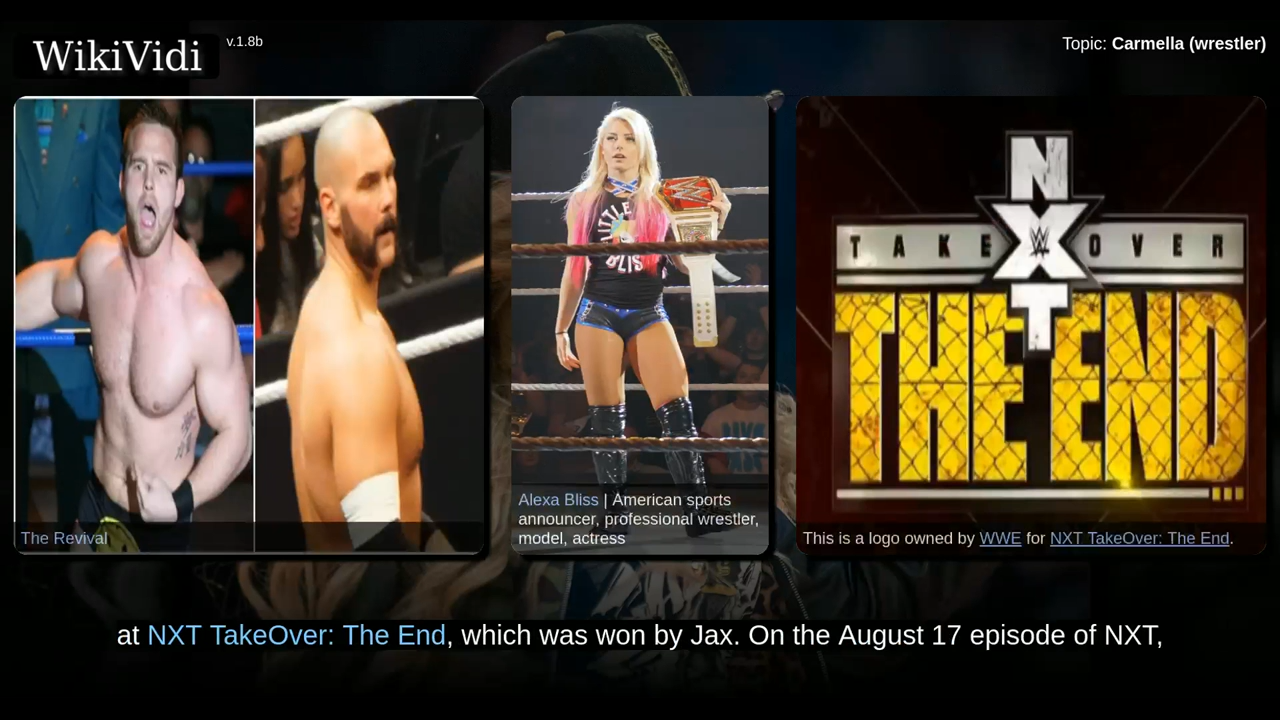 WikiVidi
v.1.8b
Topic: Carmella (wrestler)
The Revival
LITTLE
BLISS
Alexa Bliss | American sports
announcer, professional wrestler,
model, actress
NXT
TAKE OVER
THE END
This is a logo owned by WWE for NXT TakeOver: The End.
at NXT TakeOver: The End, which was won by Jax. On the August 17 episode of NXT,